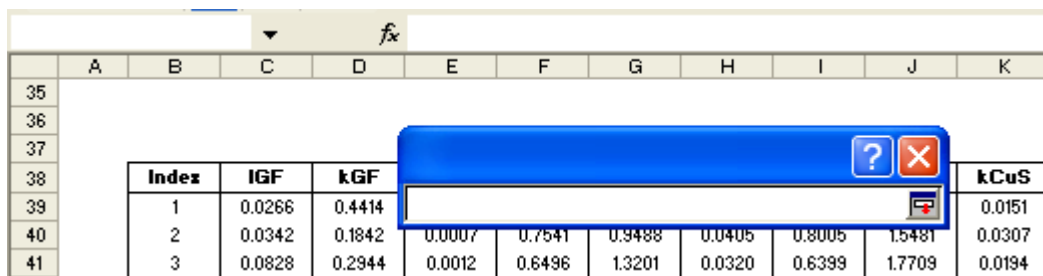 fx
A B C D E F G H I J K
35
36
37
?
38 Index IGF kGF kCuS
39 1 0.0266 0.4414 0.0151
40 2 0.0342 0.1842 0.0007 0.7541 0.9488 0.0405 0.8005 1.5481 0.0307
41 3 0.0828 0.2944 0.0012 0.6496 1.3201 0.0320 0.6399 1.7709 0.0194